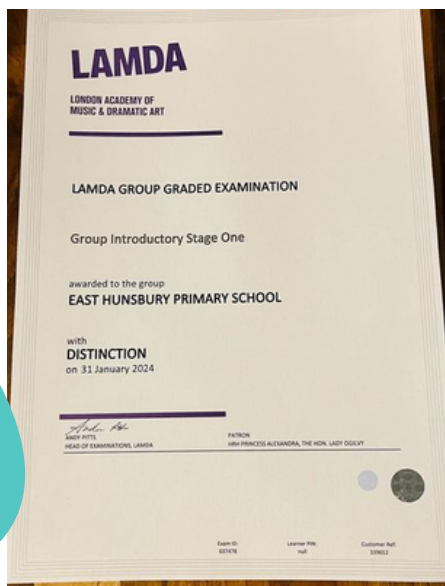 LAMDA
LONDON ACADEMY OF
MUSIC & DRAMATIC ART
LAMDA GROUP GRADED EXAMINATION
Group Introductory Stage One
awarded to the group
EAST HUNSBURY PRIMARY SCHOOL
with
DISTINCTION
on 31 January 2024
ANDY PITTS
HEAD OF EXAMINATIONS, LAMDA
PATRON
HRH PRINCESS ALEXANDRA, THE HON. LADY OGILVY
Exam ID:
Learner PIN:
null
Customer Ref: